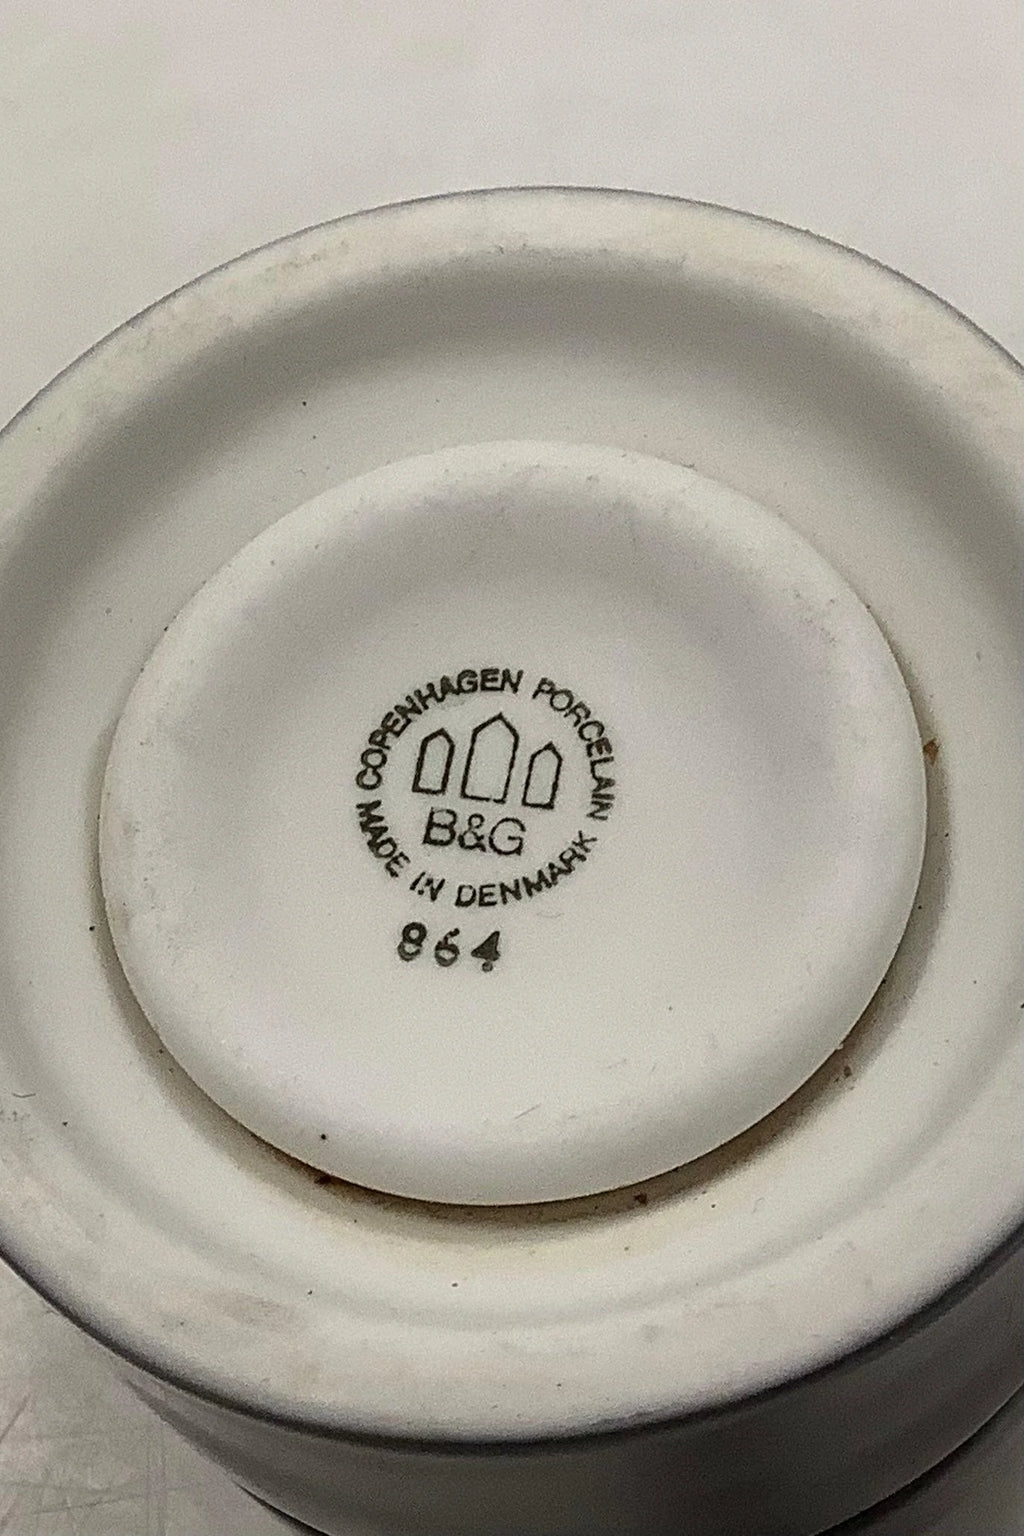 COPENHAGEN PORCELAIN
B&G
MADE IN DENMARK
864